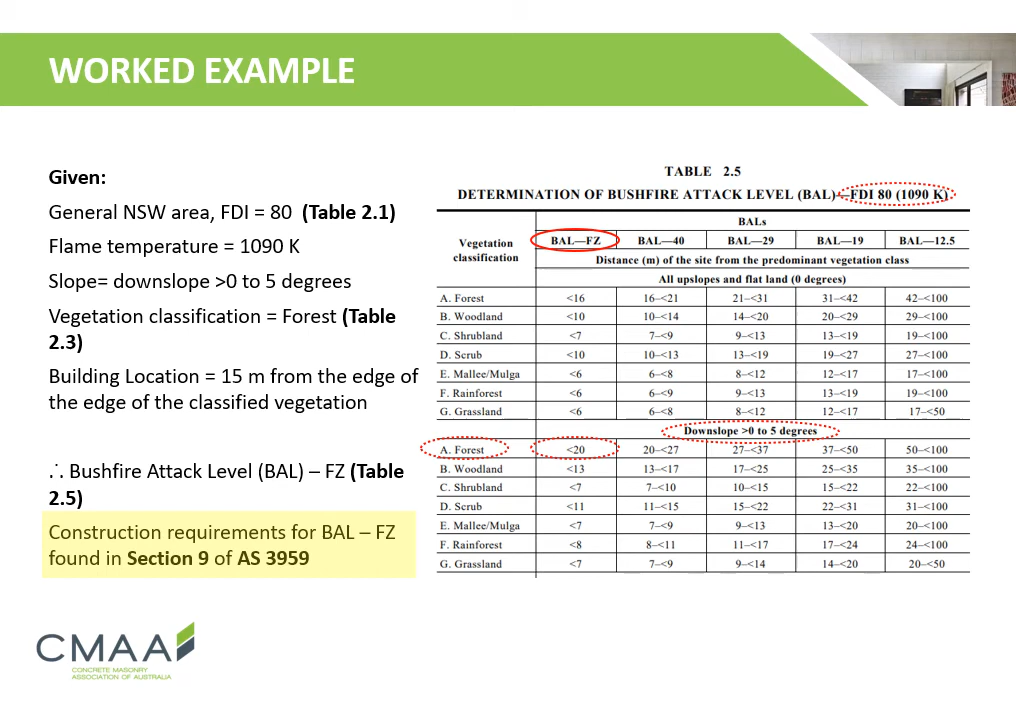 WORKED EXAMPLE
Given:
General NSW area, FDI = 80 (Table 2.1)
Flame temperature = 1090 K
Slope= downslope >0 to 5 degrees
Vegetation classification = Forest (Table
2.3)
Building Location = 15 m from the edge of
the edge of the classified vegetation
∴ Bushfire Attack Level (BAL) – FZ (Table
2.5)
Construction requirements for BAL – FZ
found in Section 9 of AS 3959
TABLE 2.5
DETERMINATION OF BUSHFIRE ATTACK LEVEL (BAL)—FDI 80 (1090 K)
Vegetation
classification
BALs
BAL—FZ BAL—40 BAL—29 BAL—19 BAL—12.5
Distance (m) of the site from the predominant vegetation class
All upslopes and flat land (0 degrees)
A. Forest <16 16–<21 21–<31 31–<42 42–<100
B. Woodland <10 10–<14 14–<20 20–<29 29–<100
C. Shrubland <7 7–<9 9–<13 13–<19 19–<100
D. Scrub <10 10–<13 13–<19 19–<27 27–<100
E. Mallee/Mulga <6 6–<8 8–<12 12–<17 17–<100
F. Rainforest <6 6–<9 9–<13 13–<19 19–<100
G. Grassland <6 6–<8 8–<12 12–<17 17–<50
Downslope >0 to 5 degrees
A. Forest <20 20–<27 27–<37 37–<50 50–<100
B. Woodland <13 13–<17 17–<25 25–<35 35–<100
C. Shrubland <7 7–<10 10–<15 15–<22 22–<100
D. Scrub <11 11–<15 15–<22 22–<31 31–<100
E. Mallee/Mulga <7 7–<9 9–<13 13–<20 20–<100
F. Rainforest <8 8–<11 11–<17 17–<24 24–<100
G. Grassland <7 7–<9 9–<14 14–<20 20–<50
CMAA
CONCRETE MASONRY
ASSOCIATION OF AUSTRALIA